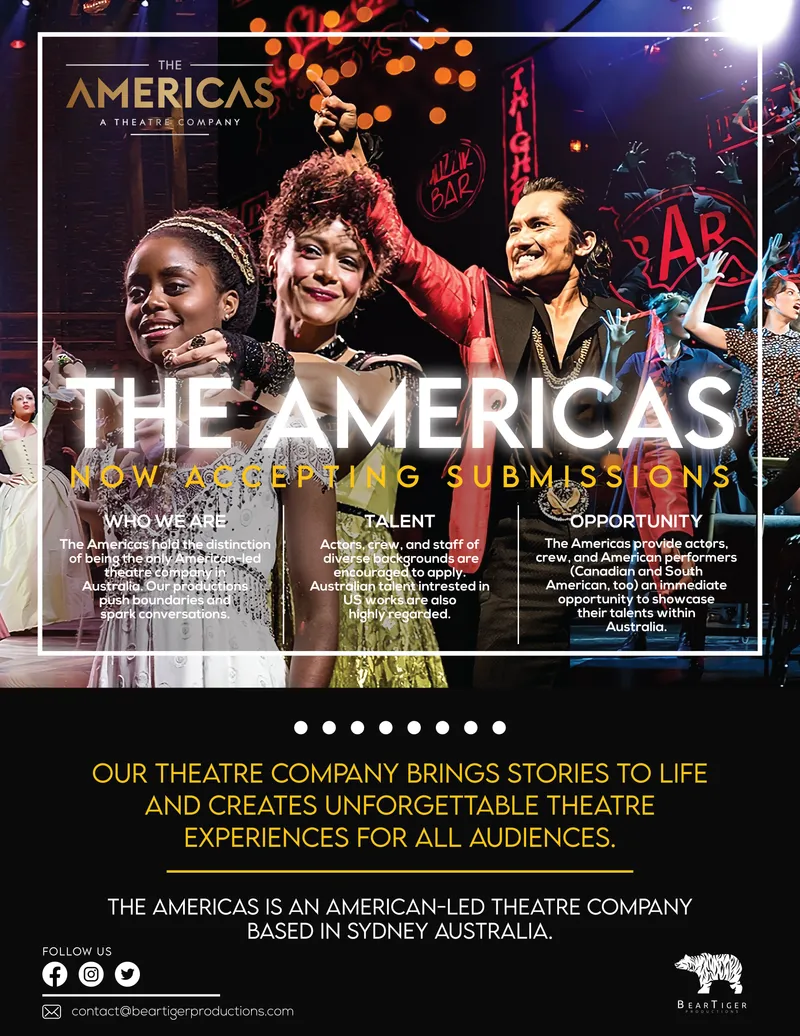 THE
AMERICAS
A THEATRE COMPANY
THIGH
MUZIK
BAR
BAR
THE AMERICAS
NOW ACCEPTING SUBMISSIONS
WHO WE ARE
The Americas hold the distinction
of being the only American-led
theatre company in
Australia. Our productions
push boundaries and
spark conversations.
TALENT
Actors, crew, and staff of
diverse backgrounds are
encouraged to apply.
Australian talent intrested in
US works are also
highly regarded.
OPPORTUNITY
The Americas provide actors,
crew, and American performers
(Canadian and South
American, too) an immediate
opportunity to showcase
their talents within
Australia.
OUR THEATRE COMPANY BRINGS STORIES TO LIFE
AND CREATES UNFORGETTABLE THEATRE
EXPERIENCES FOR ALL AUDIENCES.
THE AMERICAS IS AN AMERICAN-LED THEATRE COMPANY
BASED IN SYDNEY AUSTRALIA.
FOLLOW US
contact@beartigerproductions.com
BEARTIGER
PRODUCTIONS